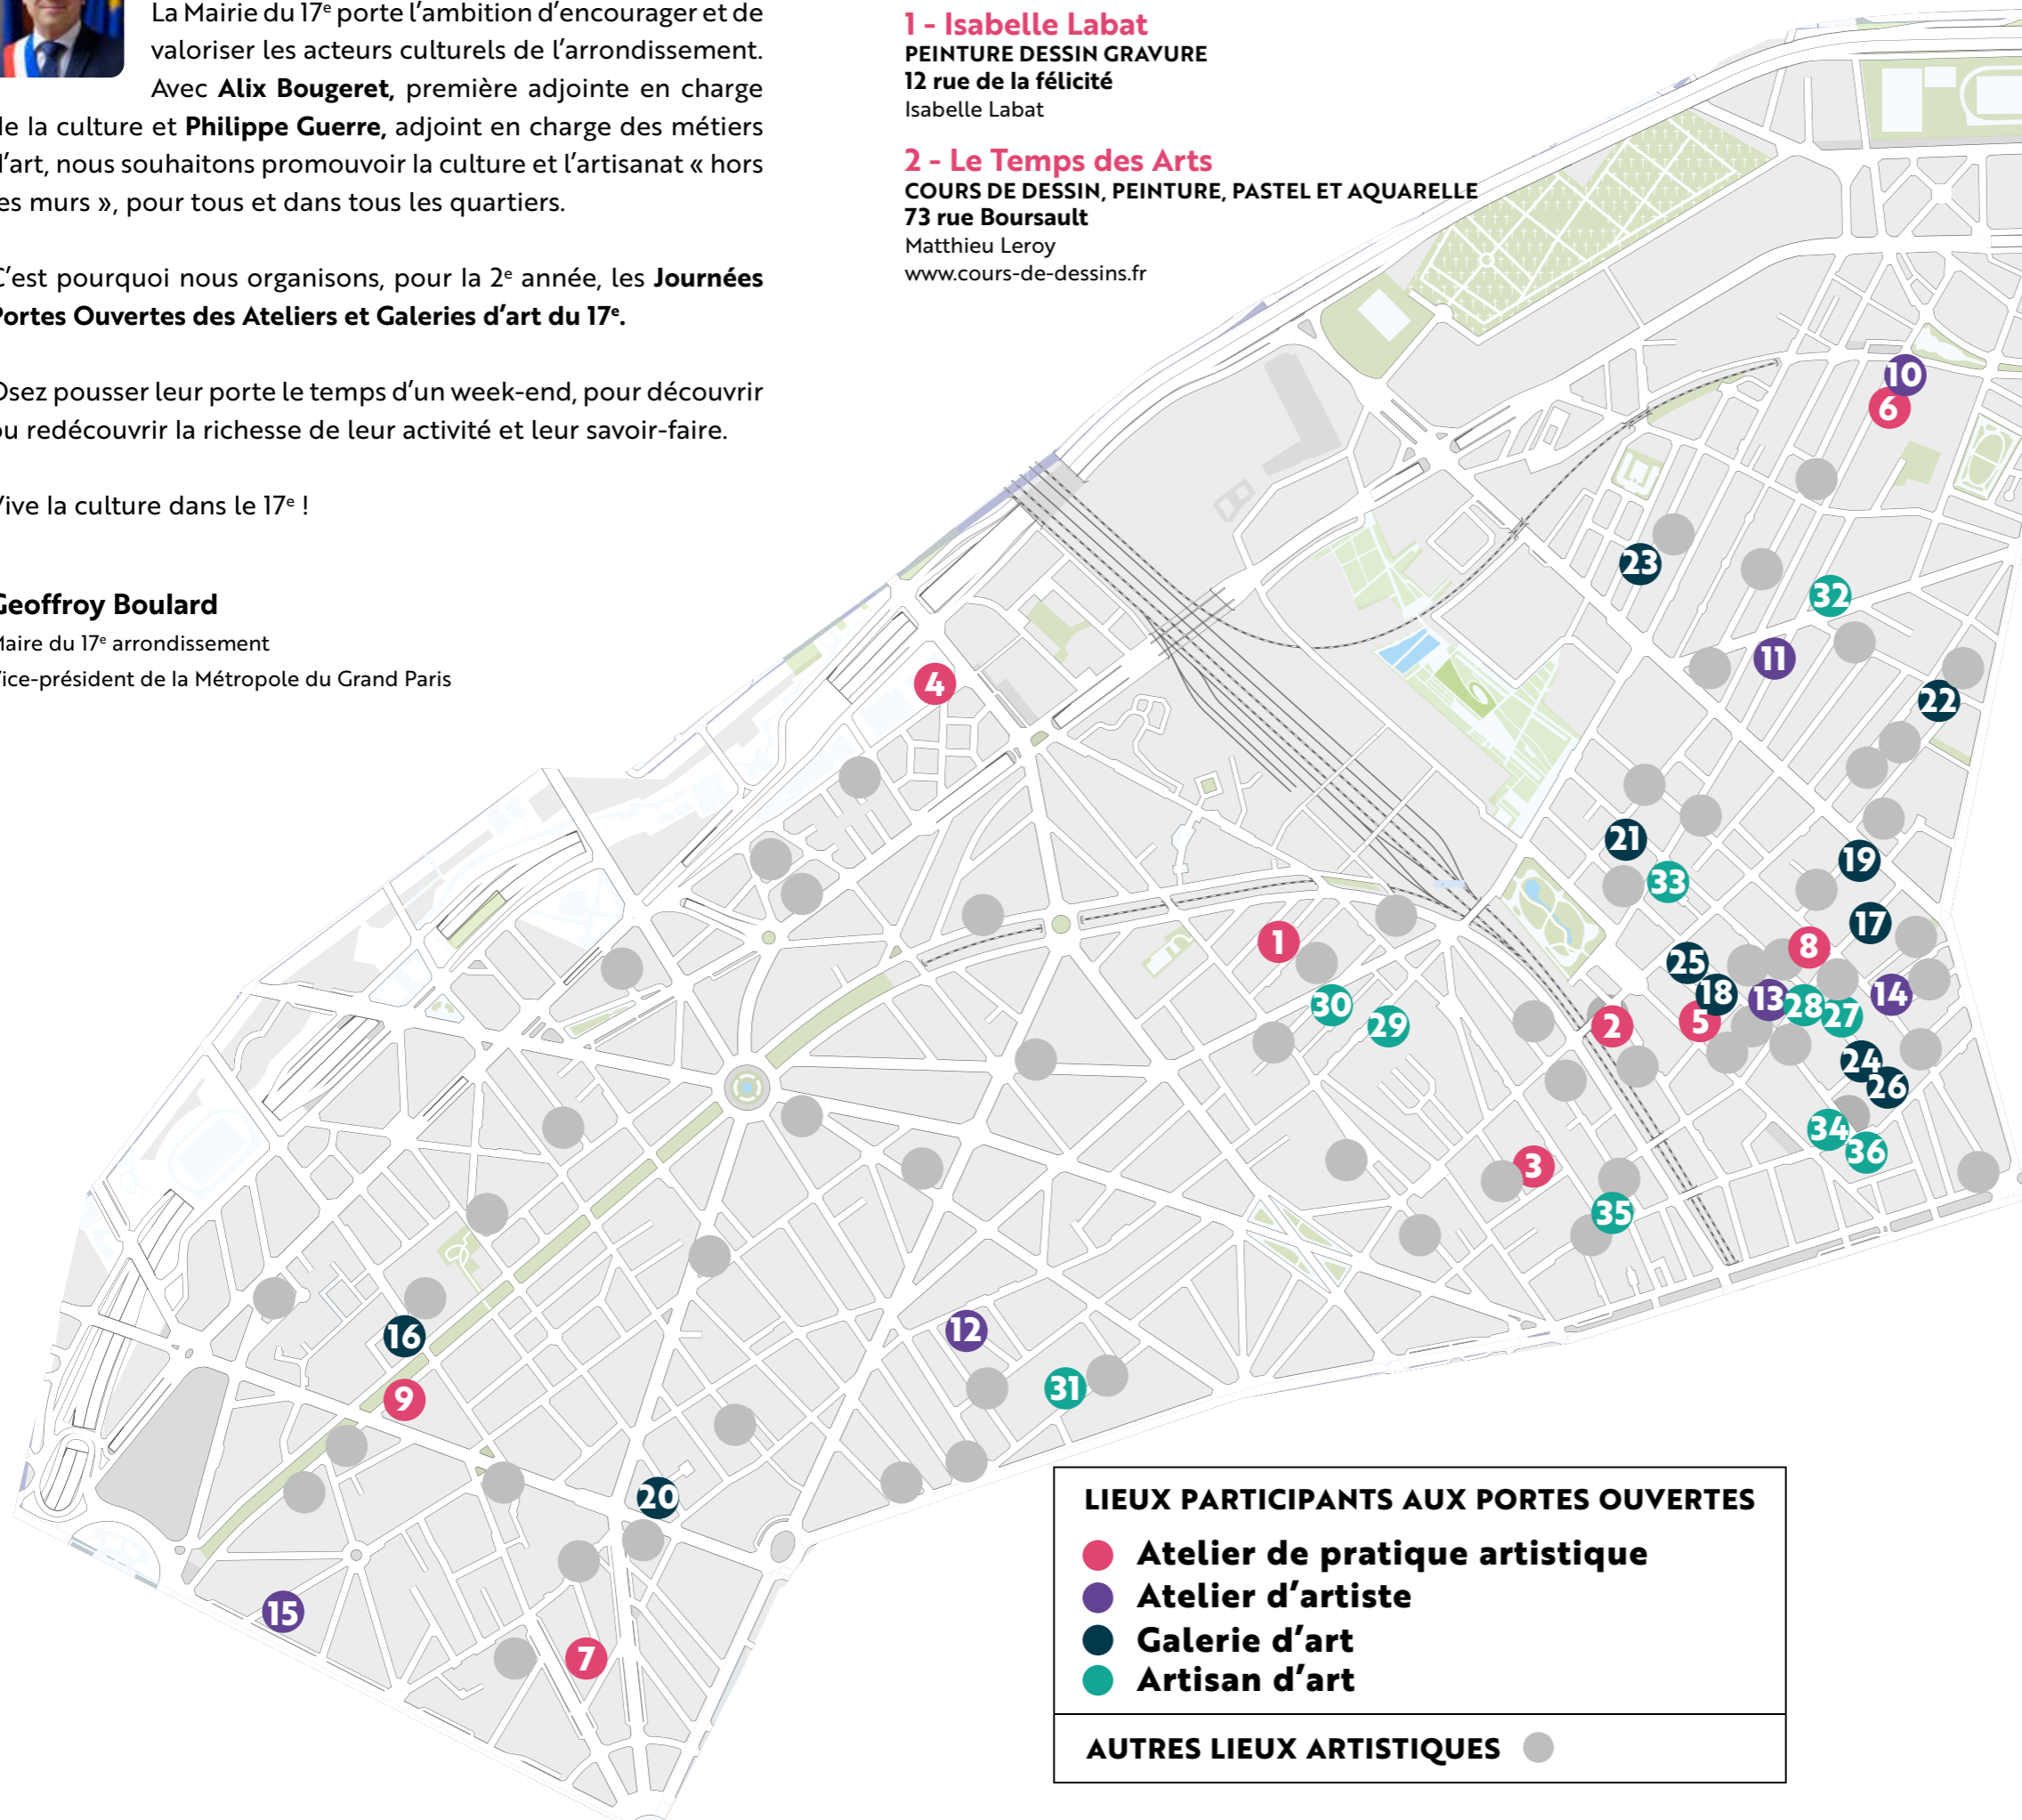 La Mairie du 17e porte l’ambition d’encourager et de
valoriser les acteurs culturels de l’arrondissement.
Avec Alix Bougeret, première adjointe en charge
de la culture et Philippe Guerre, adjoint en charge des métiers
d’art, nous souhaitons promouvoir la culture et l’artisanat « hors
les murs », pour tous et dans tous les quartiers.
C’est pourquoi nous organisons, pour la 2e année, les Journées
Portes Ouvertes des Ateliers et Galeries d’art du 17e.
Osez pousser leur porte le temps d’un week-end, pour découvrir
ou redécouvrir la richesse de leur activité et leur savoir-faire.
Vive la culture dans le 17e !
Geoffroy Boulard
Maire du 17e arrondissement
Vice-président de la Métropole du Grand Paris
1 - Isabelle Labat
PEINTURE DESSIN GRAVURE
12 rue de la félicité
Isabelle Labat
2 - Le Temps des Arts
COURS DE DESSIN, PEINTURE, PASTEL ET AQUARELLE
73 rue Boursault
Matthieu Leroy
www.cours-de-dessins.fr
10
6
23
32
11
4
22
21
19
33
17
1
8
25
18
13
28
27
14
30
29
2
5
24
26
34
36
3
35
12
16
31
9
20
15
7
LIEUX PARTICIPANTS AUX PORTES OUVERTES
Atelier de pratique artistique
Atelier d’artiste
Galerie d’art
Artisan d’art
AUTRES LIEUX ARTISTIQUES